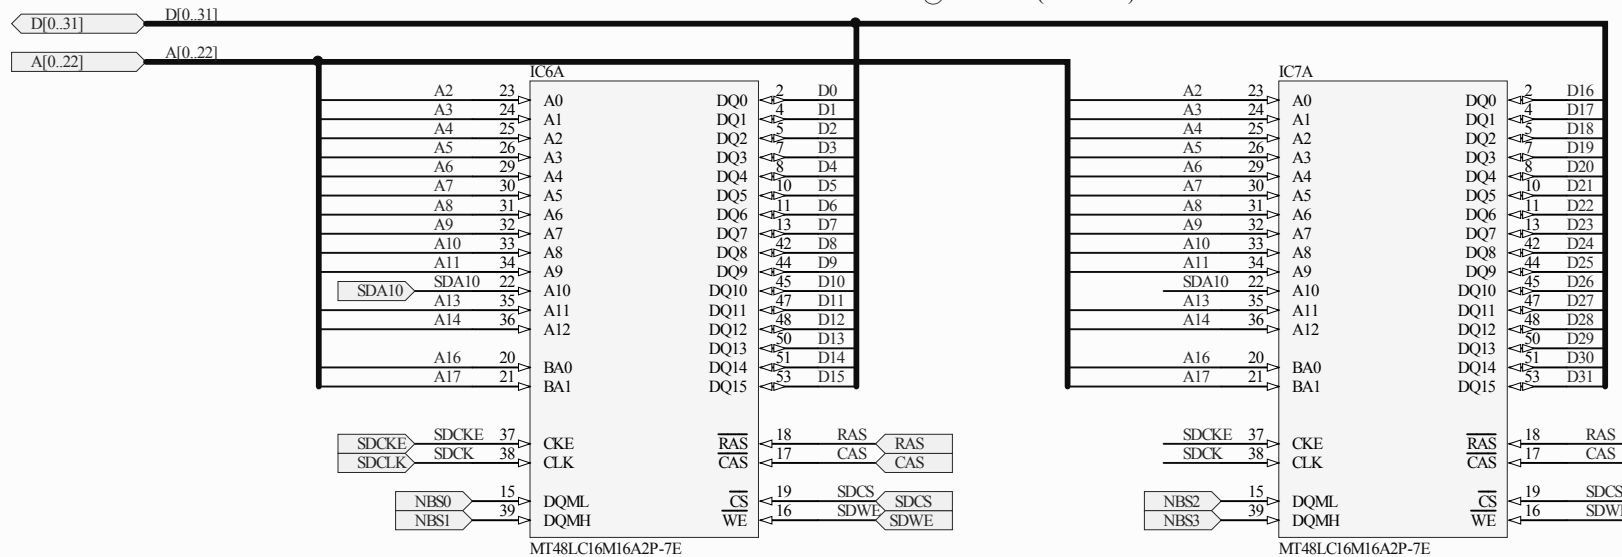 D[0..31] D[0..31]
A[0..22] A[0..22]
IC6A IC7A
A2 23 A0 DQ0 2 D0 A2 23 A0 DQ0 2 D16
A3 24 A1 DQ1 4 D1 A3 24 A1 DQ1 4 D17
A4 25 A2 DQ2 5 D2 A4 25 A2 DQ2 5 D18
A5 26 A3 DQ3 7 D3 A5 26 A3 DQ3 7 D19
A6 29 A4 DQ4 8 D4 A6 29 A4 DQ4 8 D20
A7 30 A5 DQ5 10 D5 A7 30 A5 DQ5 10 D21
A8 31 A6 DQ6 11 D6 A8 31 A6 DQ6 11 D22
A9 32 A7 DQ7 13 D7 A9 32 A7 DQ7 13 D23
A10 33 A8 DQ8 42 D8 A10 33 A8 DQ8 42 D24
A11 34 A9 DQ9 44 D9 A11 34 A9 DQ9 44 D25
SDA10 SDA10 22 A10 DQ10 45 D10 SDA10 22 A10 DQ10 45 D26
A13 35 A11 DQ11 47 D11 A13 35 A11 DQ11 47 D27
A14 36 A12 DQ12 48 D12 A14 36 A12 DQ12 48 D28
DQ13 50 D13 DQ13 50 D29
A16 20 BA0 DQ14 51 D14 A16 20 BA0 DQ14 51 D30
A17 21 BA1 DQ15 53 D15 A17 21 BA1 DQ15 53 D31
SDCKE SDCKE 37 CKE RAS 18 RAS RAS SDCKE 37 CKE RAS 18 RAS
SDCLK SDCK 38 CLK CAS 17 CAS CAS SDCK 38 CLK CAS 17 CAS
NBS0 15 DQML CS 19 SDCS SDCS NBS2 15 DQML CS 19 SDCS
NBS1 39 DQMH WE 16 SDWE SDWE NBS3 39 DQMH WE 16 SDWE
MT48LC16M16A2P-7E MT48LC16M16A2P-7E